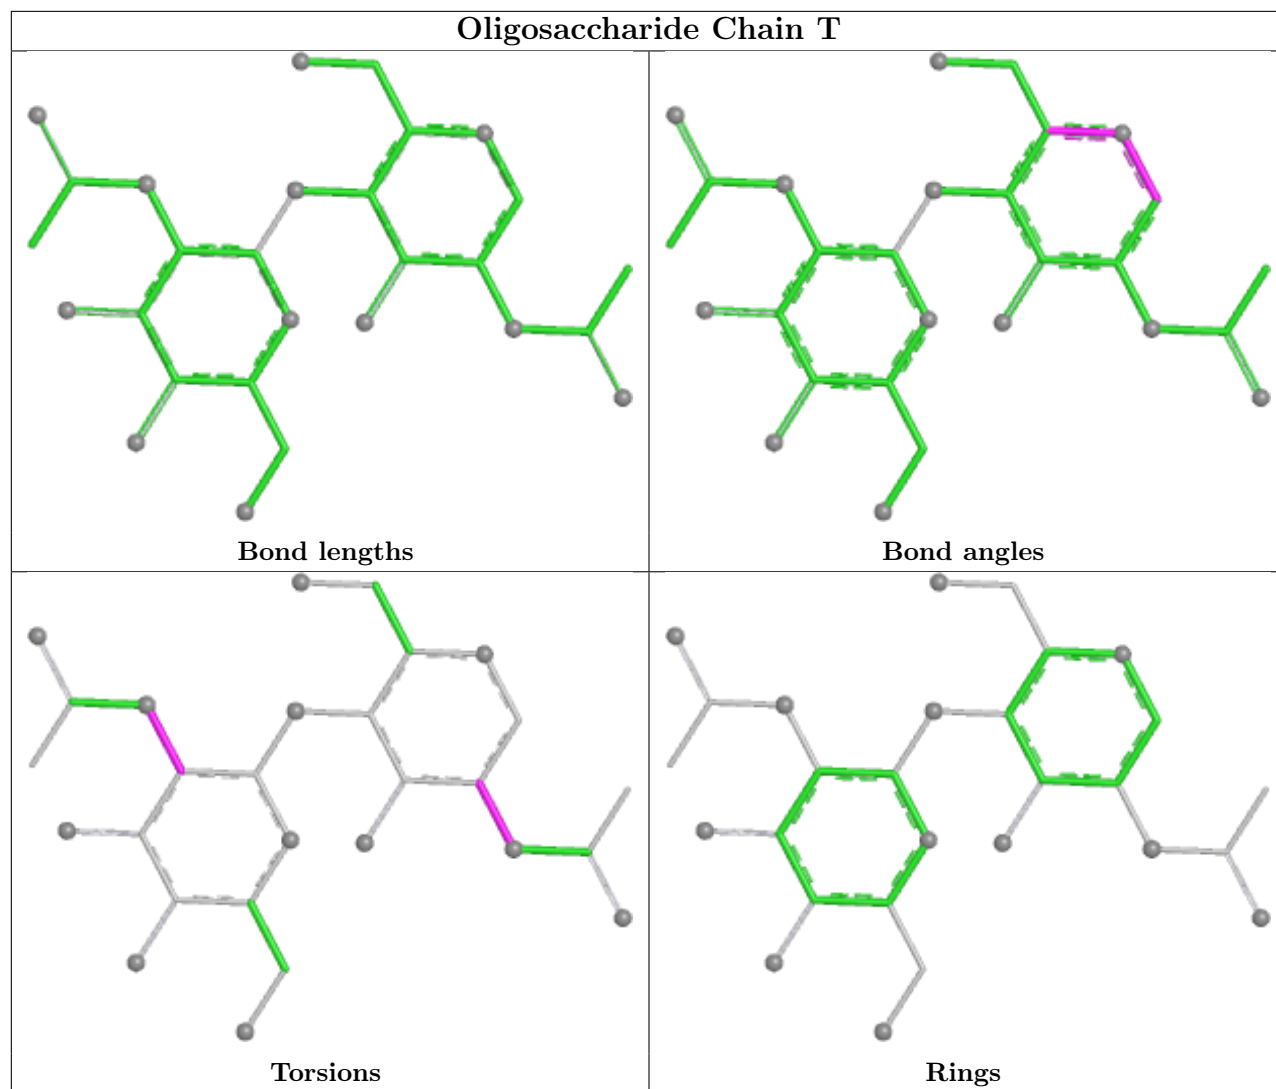 Oligosaccharide Chain T
Bond lengths
Bond angles
Torsions
Rings